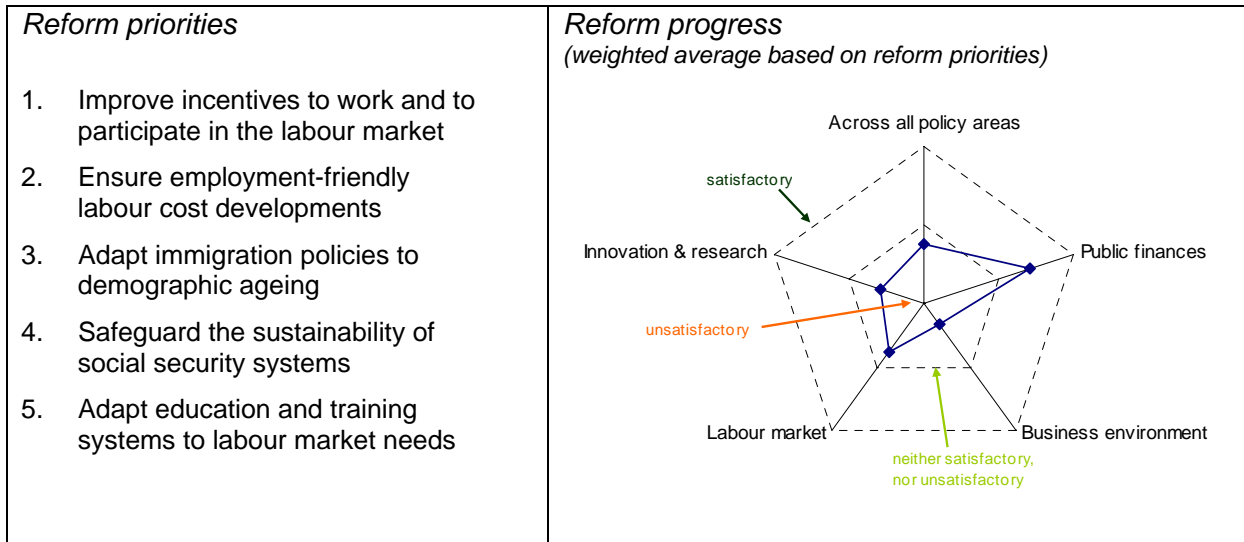 Reform priorities
1. Improve incentives to work and to
participate in the labour market
2. Ensure employment-friendly
labour cost developments
3. Adapt immigration policies to
demographic ageing
4. Safeguard the sustainability of
social security systems
5. Adapt education and training
systems to labour market needs
Reform progress
(weighted average based on reform priorities)
Across all policy areas
satisfactory
Innovation & research
Public finances
unsatisfactory
Labour market
Business environment
neither satisfactory,
nor unsatisfactory